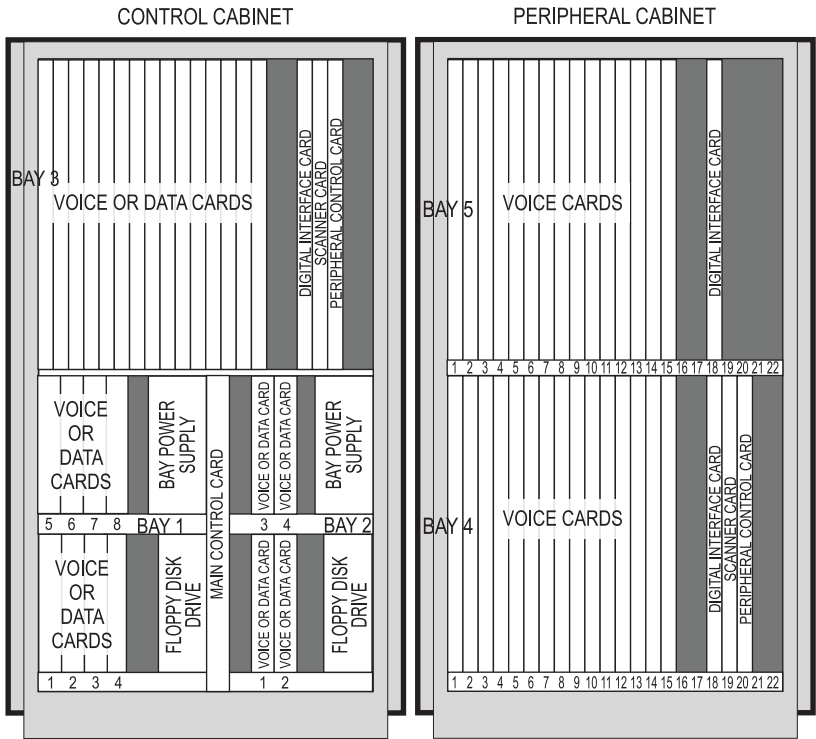 CONTROL CABINET
PERIPHERAL CABINET
BAY 3
VOICE OR DATA CARDS
DIGITAL INTERFACE CARD
SCANNER CARD
PERIPHERAL CONTROL CARD
VOICE
OR
DATA
CARDS
BAY POWER
SUPPLY
MAIN CONTROL CARD
VOICE OR DATA CARD
VOICE OR DATA CARD
BAY POWER
SUPPLY
5 6 7 8 BAY 1
3 4 BAY 2
VOICE
OR
DATA
CARDS
FLOPPY DISK
DRIVE
VOICE OR DATA CARD
VOICE OR DATA CARD
FLOPPY DISK
DRIVE
1 2 3 4
1 2
BAY 5
VOICE CARDS
DIGITAL INTERFACE CARD
1 2 3 4 5 6 7 8 9 10 11 12 13 14 15 16 17 18 19 20 21 22
BAY 4
VOICE CARDS
DIGITAL INTERFACE CARD
SCANNER CARD
PERIPHERAL CONTROL CARD
1 2 3 4 5 6 7 8 9 10 11 12 13 14 15 16 17 18 19 20 21 22